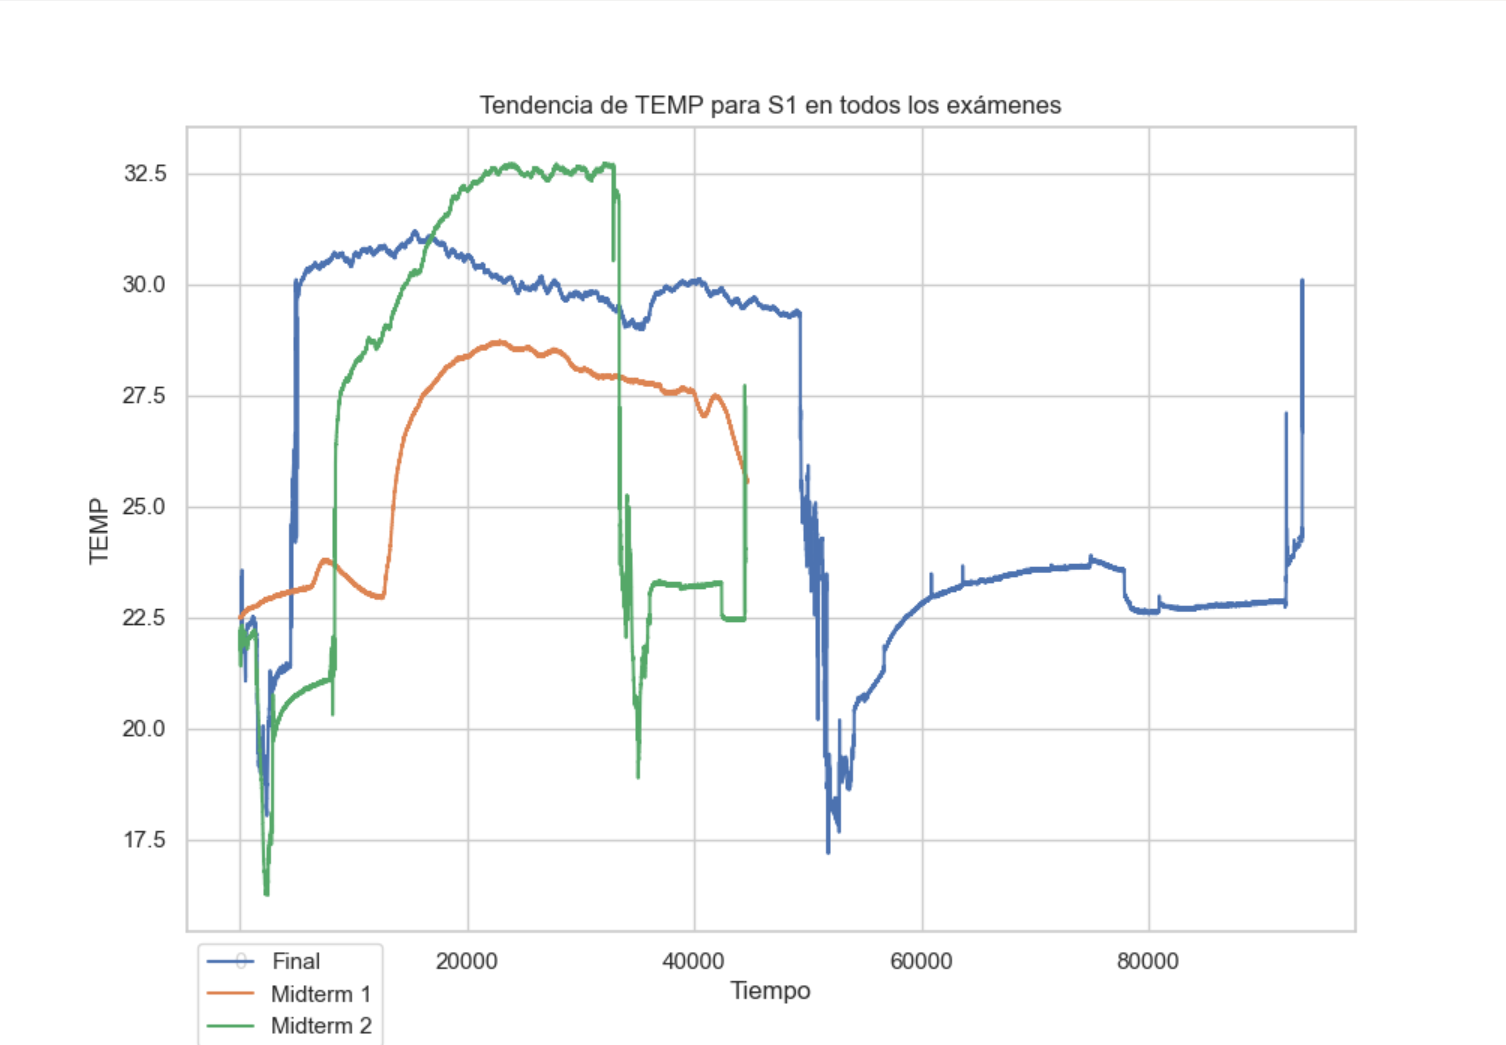 Tendencia de TEMP para S1 en todos los exámenes
32.5
30.0
27.5
25.0
22.5
20.0
17.5
TEMP
0
20000
40000
60000
80000
Tiempo
Final
Midterm 1
Midterm 2